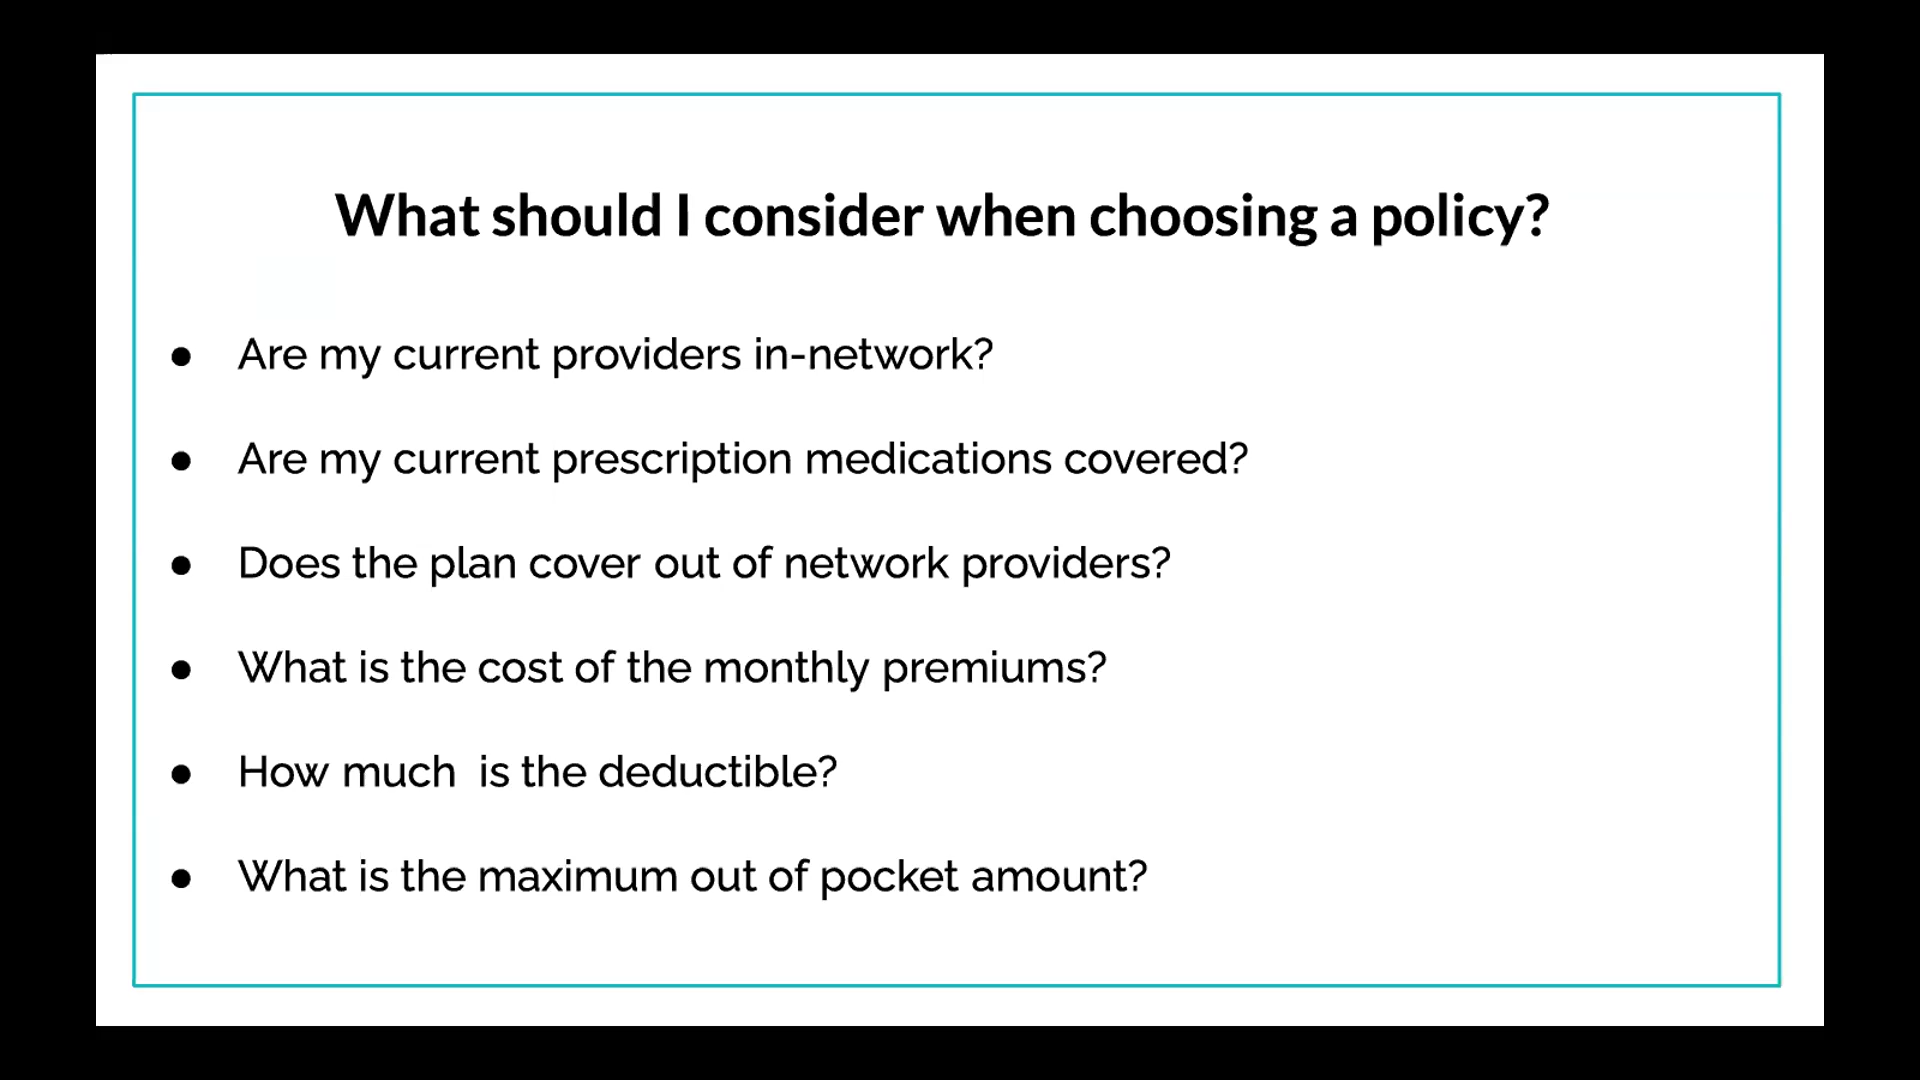 What should I consider when choosing a policy?
● Are my current providers in-network?
● Are my current prescription medications covered?
● Does the plan cover out of network providers?
● What is the cost of the monthly premiums?
● How much  is the deductible?
● What is the maximum out of pocket amount?